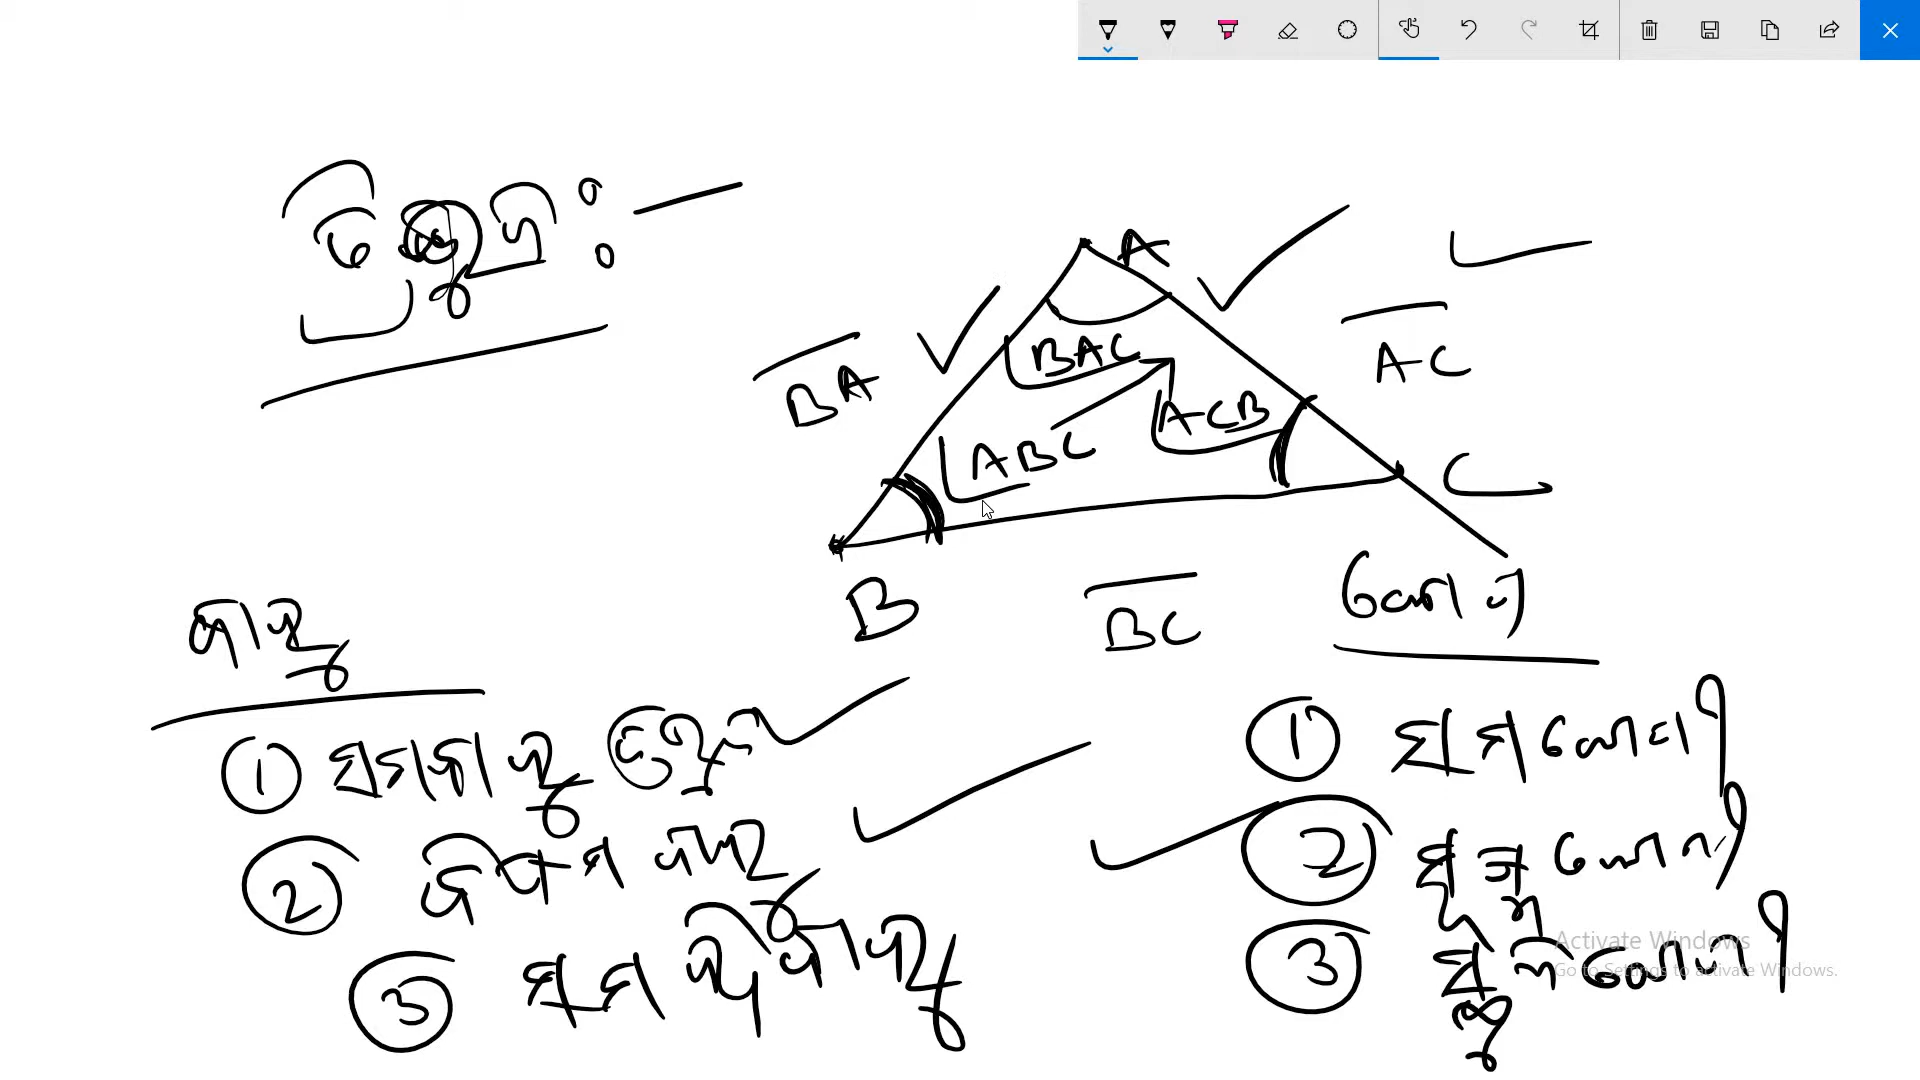 ତ୍ରିଭୁଜ :—
A
BA
BAC
AC
ACB
ABC
C
B
BC
କୋଣ
ବାହୁ
① ସମବାହୁ ତ୍ରିଭୁଜ
① ସମକୋଣୀ
②
② ସୂକ୍ଷ୍ମକୋଣୀ
③ ସମଦ୍ୱିବାହୁ
③ ସ୍ଥୂଳକୋଣୀ
Activate Windows
Go to Settings to activate Windows.